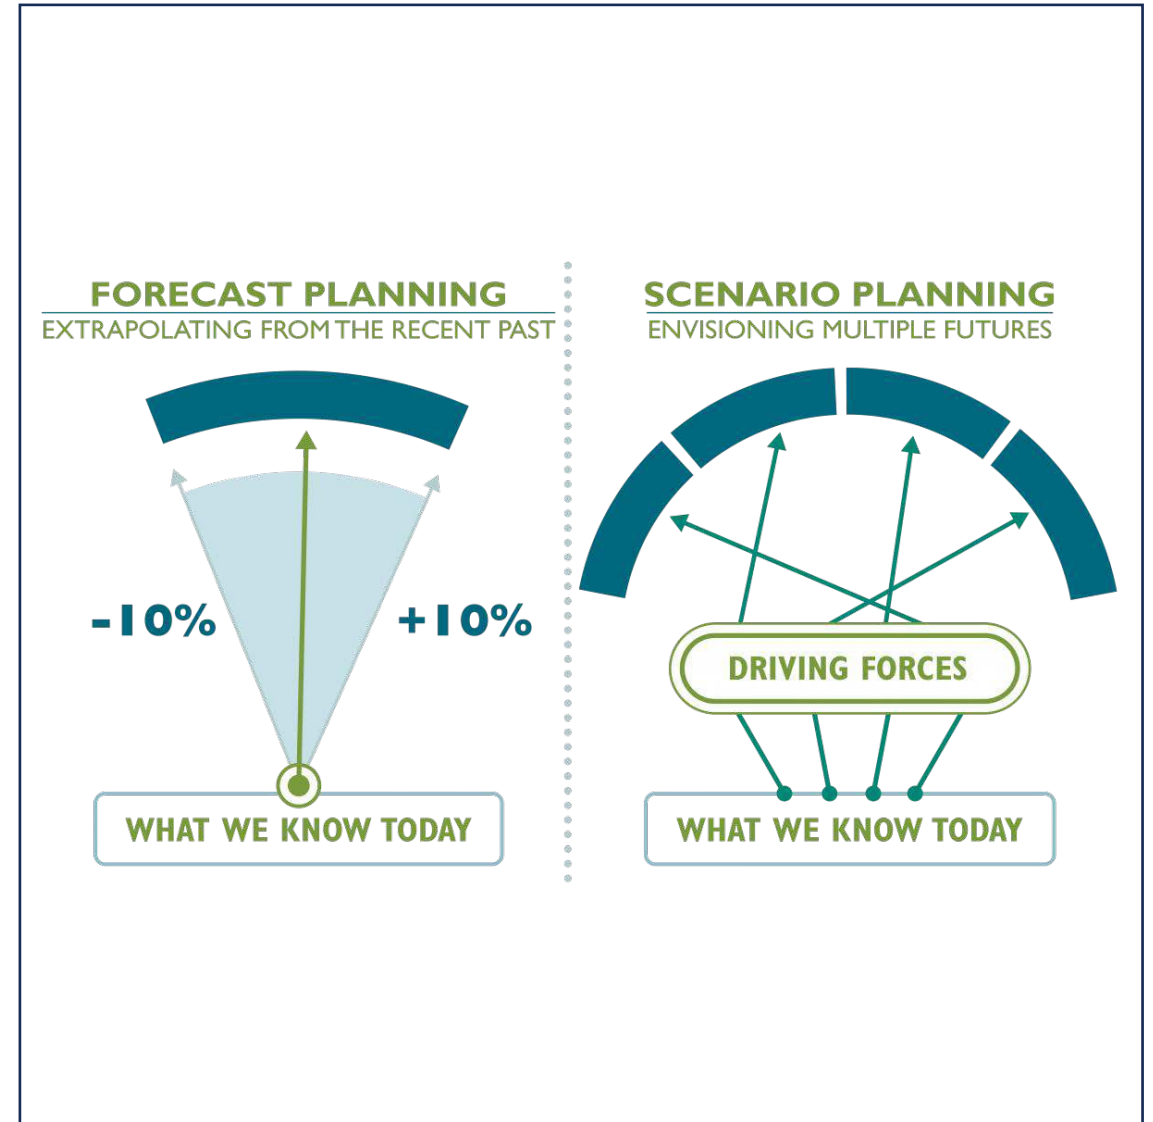 FORECAST PLANNING
EXTRAPOLATING FROM THE RECENT PAST
-10%
+10%
WHAT WE KNOW TODAY
SCENARIO PLANNING
ENVISIONING MULTIPLE FUTURES
DRIVING FORCES
WHAT WE KNOW TODAY